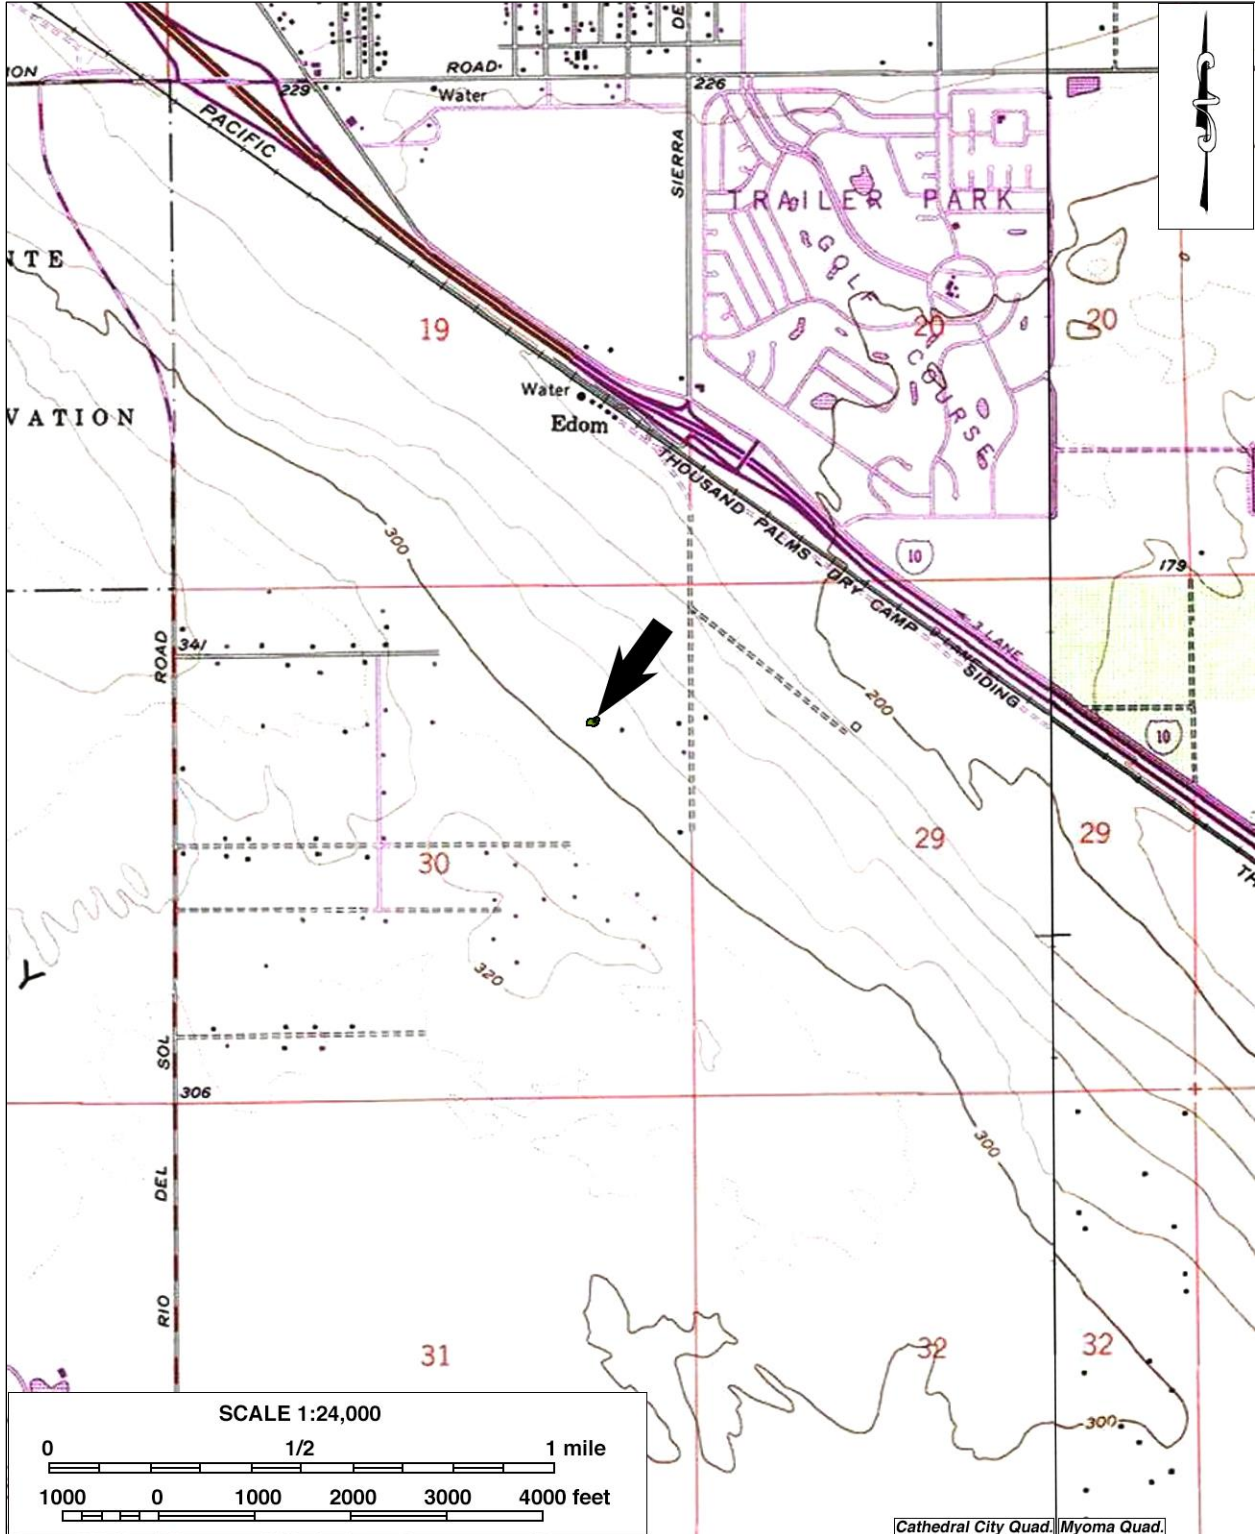 ION
ROAD
DE
229
Water
226
PACIFIC
SIERRA
TRAILER PARK
GOLF COURSE
NTE
19
20
20
VATION
Water
Edom
THOUSAND PALMS - DRY CAMP SIDING
300
10
179
3 LANE
ROAD
341
200
10
30
29
29
320
SOL
306
DEL
300
RIO
31
32
32
300
SCALE 1:24,000
0 1/2 1 mile
1000 0 1000 2000 3000 4000 feet
Cathedral City Quad. Myoma Quad.